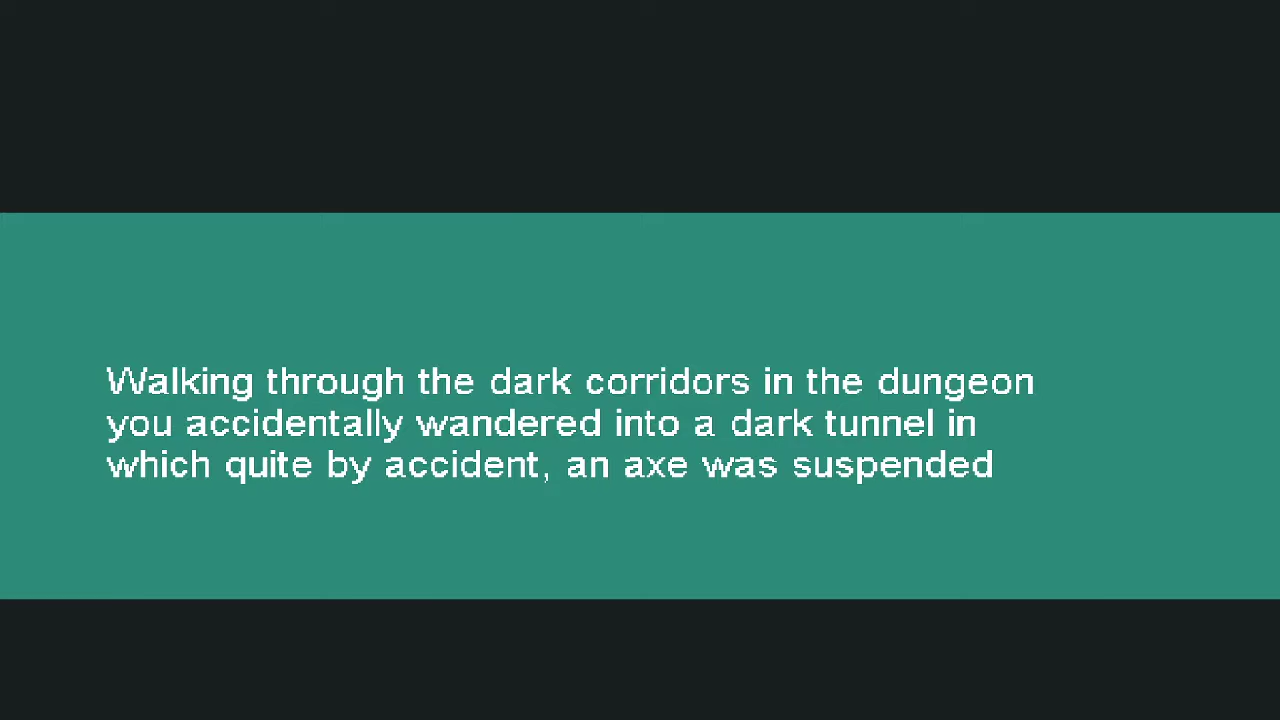 Walking through the dark corridors in the dungeon
you accidentally wandered into a dark tunnel in
which quite by accident, an axe was suspended